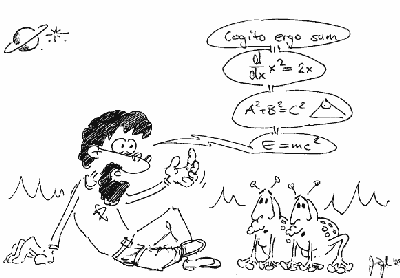 Cogito ergo sum
d/dx x² = 2x
A²+B²=C²
E=mc²